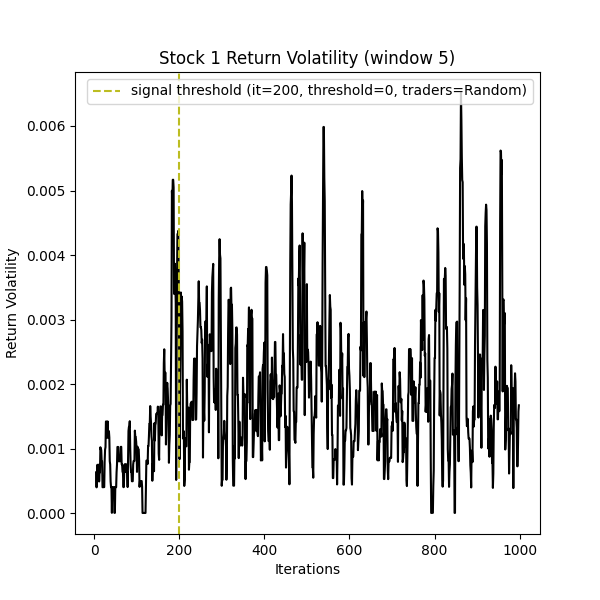 Stock 1 Return Volatility (window 5)
signal threshold (it=200, threshold=0, traders=Random)
0.006
0.005
0.004
0.003
0.002
0.001
0.000
Return Volatility
0 200 400 600 800 1000
Iterations